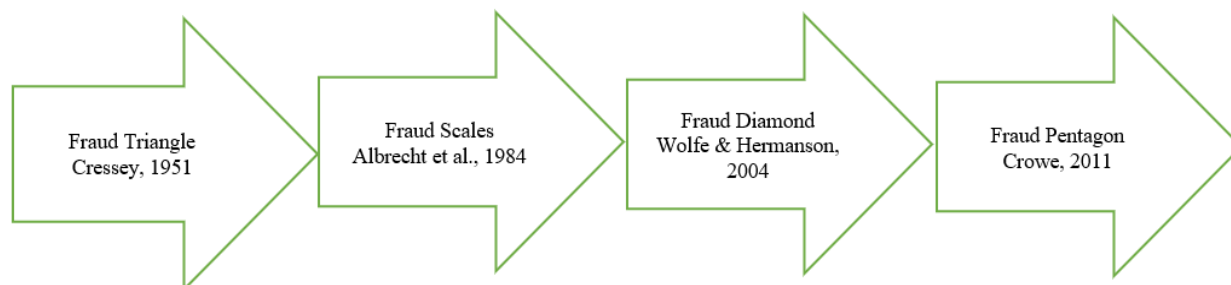 Fraud Triangle
Cressey, 1951
Fraud Scales
Albrecht et al., 1984
Fraud Diamond
Wolfe & Hermanson,
2004
Fraud Pentagon
Crowe, 2011